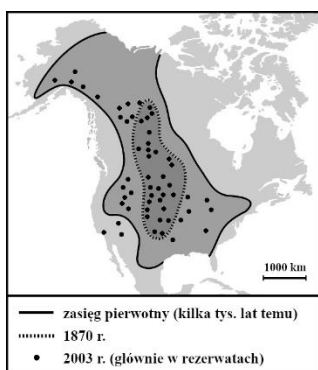 1000 km
zasięg pierwotny (kilka tys. lat temu)
1870 r.
2003 r. (głównie w rezerwatach)